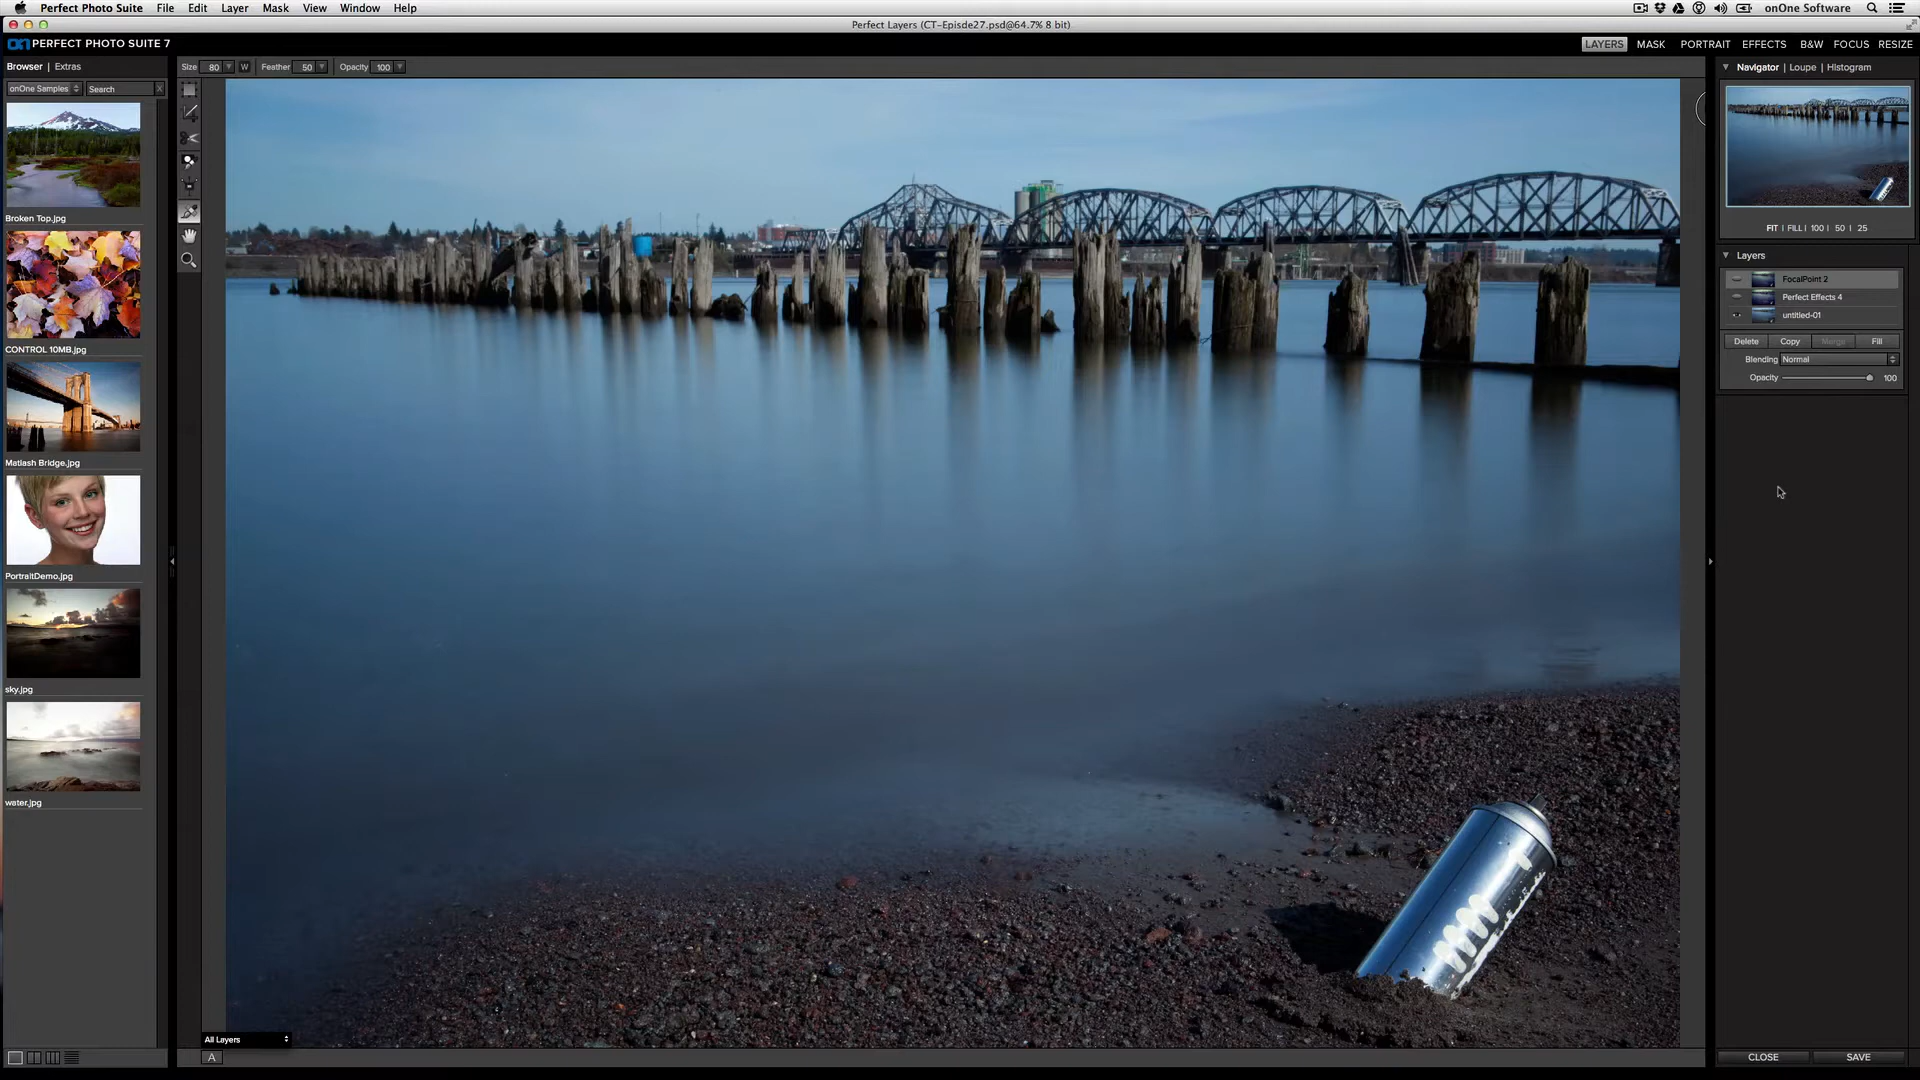 Perfect Photo Suite File Edit Layer Mask View Window Help onOne Software
Perfect Layers (CT-Episde27.psd@64.7% 8 bit)
on PERFECT PHOTO SUITE 7 LAYERS MASK PORTRAIT EFFECTS B&W FOCUS RESIZE
Browser | Extras
Size 80 W Feather 50 Opacity 100
Navigator | Loupe | Histogram
onOne Samples Search X
Broken Top.jpg
CONTROL 10MB.jpg
Matlash Bridge.jpg
PortraitDemo.jpg
sky.jpg
water.jpg
FIT | FILL | 100 | 50 | 25
Layers
FocalPoint 2
Perfect Effects 4
untitled-01
Delete Copy Merge Fill
Blending Normal
Opacity 100
All Layers
A
CLOSE SAVE